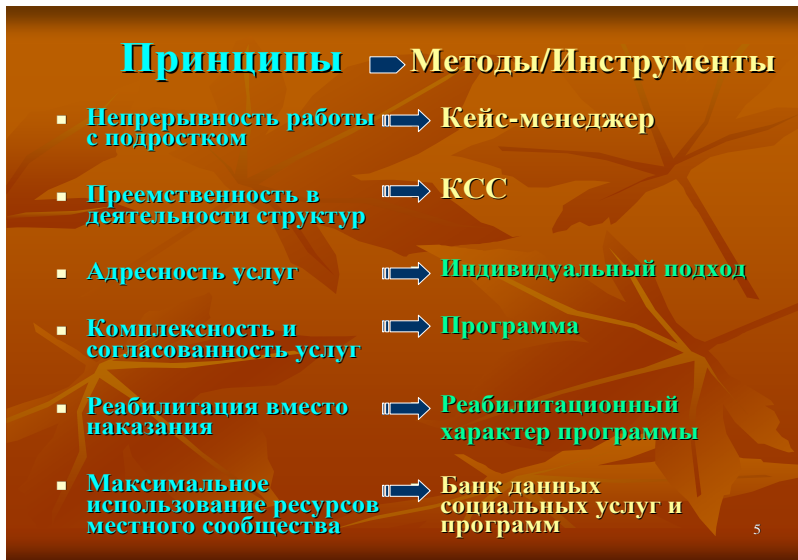 Принципы Методы/Инструменты
Непрерывность работы
с подростком
Кейс-менеджер
Преемственность в
деятельности структур
КСС
Адресность услуг
Индивидуальный подход
Комплексность и
согласованность услуг
Программа
Реабилитация вместо
наказания
Реабилитационный
характер программы
Максимальное
использование ресурсов
местного сообщества
Банк данных
социальных услуг и
программ
5